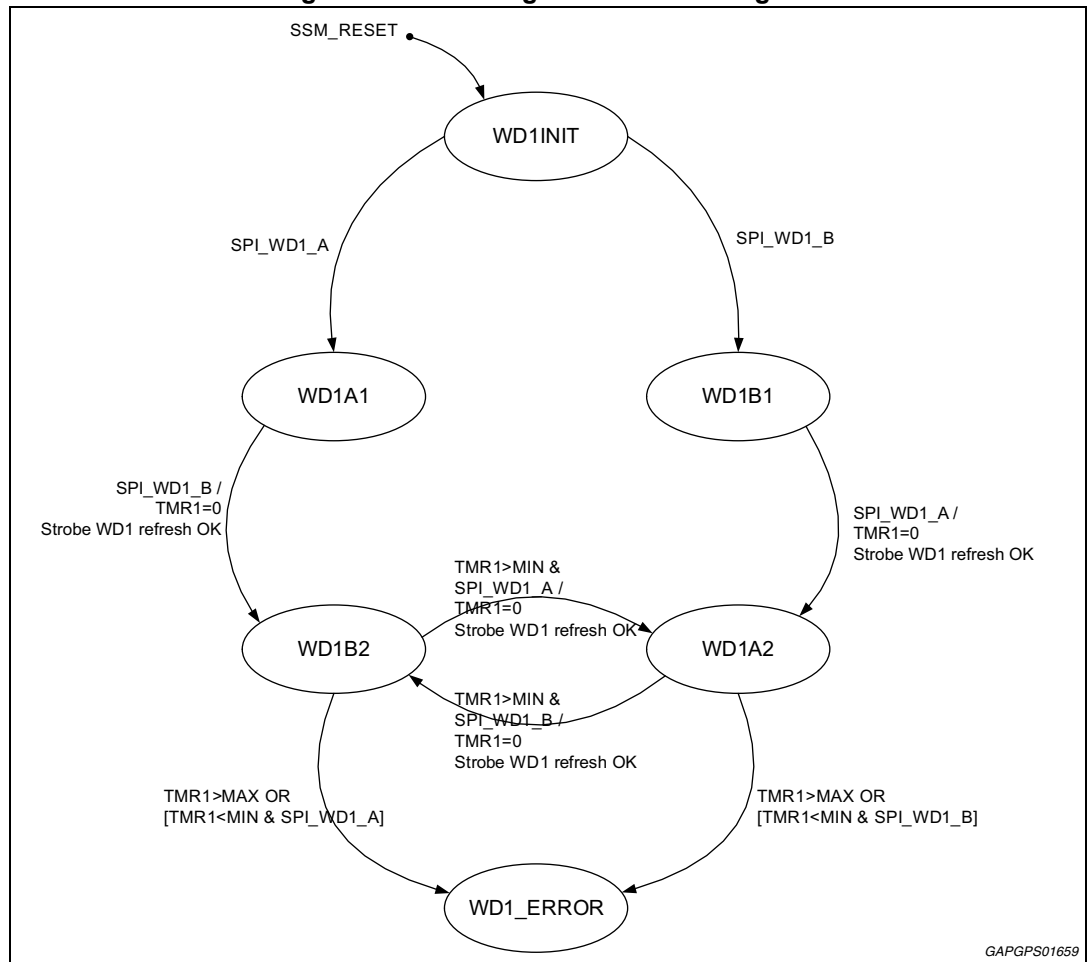 SSM_RESET
WD1INIT
SPI_WD1_A
SPI_WD1_B
WD1A1
WD1B1
SPI_WD1_B /
TMR1=0
Strobe WD1 refresh OK
SPI_WD1_A /
TMR1=0
Strobe WD1 refresh OK
TMR1>MIN &
SPI_WD1_A /
TMR1=0
Strobe WD1 refresh OK
WD1B2
WD1A2
TMR1>MIN &
SPI_WD1_B /
TMR1=0
Strobe WD1 refresh OK
TMR1>MAX OR
[TMR1<MIN & SPI_WD1_A]
TMR1>MAX OR
[TMR1<MIN & SPI_WD1_B]
WD1_ERROR
GAPGPS01659